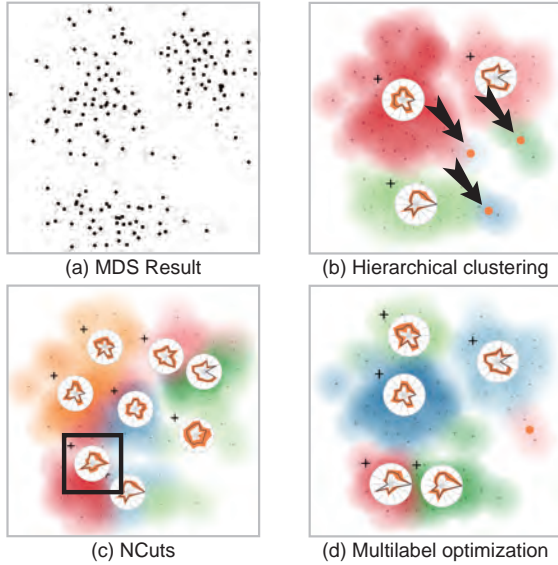 (a) MDS Result
(b) Hierarchical clustering
(c) NCuts
(d) Multilabel optimization